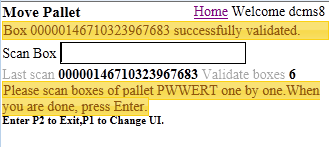 Move Pallet Home Welcome dcms8
Box 00000146710323967683 successfully validated.
Scan Box
Last scan 00000146710323967683 Validate boxes 6
Please scan boxes of pallet PWWERT one by one.When
you are done, press Enter.
Enter P2 to Exit,P1 to Change UI.